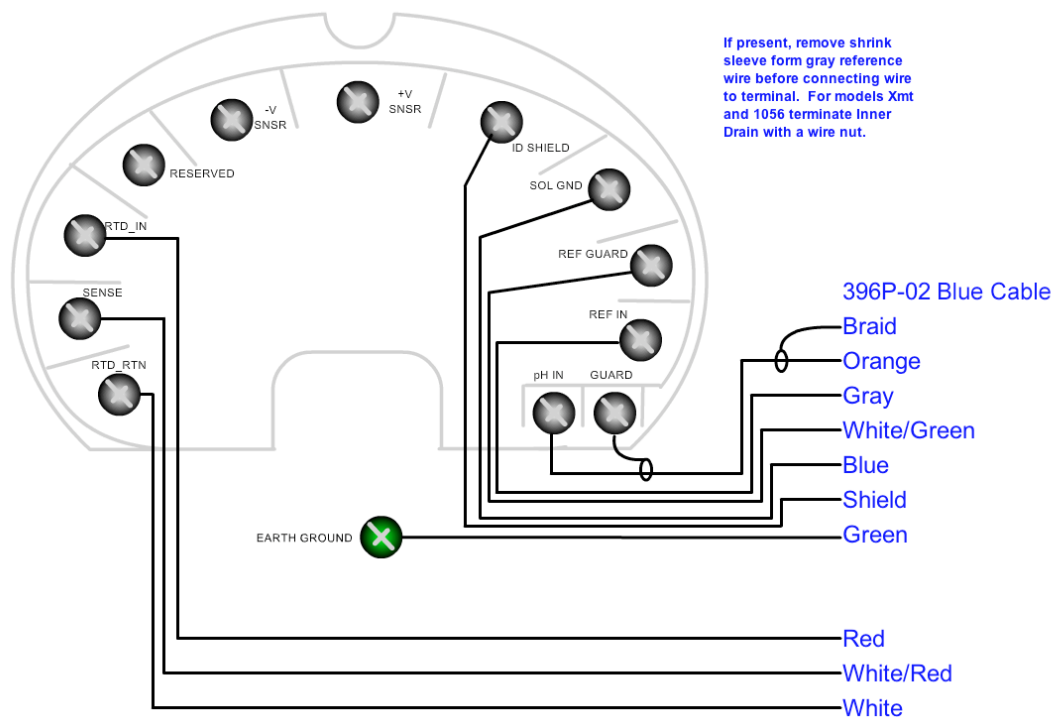 If present, remove shrink
sleeve form gray reference
wire before connecting wire
to terminal. For models Xmt
and 1056 terminate Inner
Drain with a wire nut.
+V
SNSR
-V
SNSR
ID SHIELD
RESERVED
SOL GND
RTD_IN
REF GUARD
SENSE
REF IN
RTD_RTN
pH IN
GUARD
EARTH GROUND
396P-02 Blue Cable
Braid
Orange
Gray
White/Green
Blue
Shield
Green
Red
White/Red
White